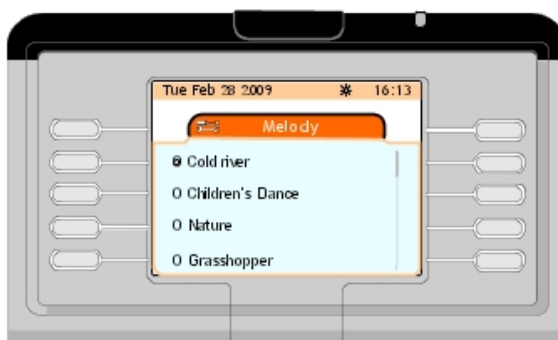 Tue Feb 28 2009 16:13
Melody
Cold river
Children's Dance
Nature
Grasshopper